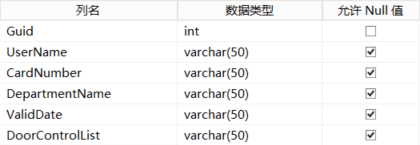 列名 数据类型 允许 Null 值
Guid int
UserName varchar(50)
CardNumber varchar(50)
DepartmentName varchar(50)
ValidDate varchar(50)
DoorControlList varchar(50)